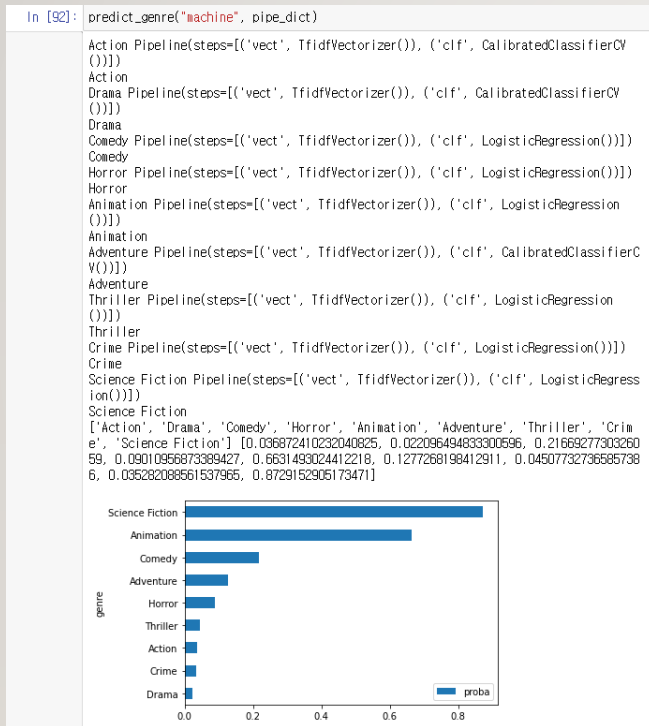 In [92]: predict_genre("machine", pipe_dict)
Action Pipeline(steps=[('vect', TfidfVectorizer()), ('clf', CalibratedClassifierCV
())])
Action
Drama Pipeline(steps=[('vect', TfidfVectorizer()), ('clf', CalibratedClassifierCV
())])
Drama
Comedy Pipeline(steps=[('vect', TfidfVectorizer()), ('clf', LogisticRegression())])
Comedy
Horror Pipeline(steps=[('vect', TfidfVectorizer()), ('clf', LogisticRegression())])
Horror
Animation Pipeline(steps=[('vect', TfidfVectorizer()), ('clf', LogisticRegression
())])
Animation
Adventure Pipeline(steps=[('vect', TfidfVectorizer()), ('clf', CalibratedClassifierC
V())])
Adventure
Thriller Pipeline(steps=[('vect', TfidfVectorizer()), ('clf', LogisticRegression
())])
Thriller
Crime Pipeline(steps=[('vect', TfidfVectorizer()), ('clf', LogisticRegression())])
Crime
Science Fiction Pipeline(steps=[('vect', TfidfVectorizer()), ('clf', LogisticRegress
ion())])
Science Fiction
['Action', 'Drama', 'Comedy', 'Horror', 'Animation', 'Adventure', 'Thriller', 'Crim
e', 'Science Fiction'] [0.036872410232040825, 0.022096494833300596, 0.21669277303260
59, 0.09010956873389427, 0.6631493024412218, 0.1277268198412911, 0.04507732736585738
6, 0.035282088561537965, 0.8729152905173471]
Science Fiction
Animation
Comedy
Adventure
Horror
Thriller
Action
Crime
Drama
genre
proba
0.0 0.2 0.4 0.6 0.8